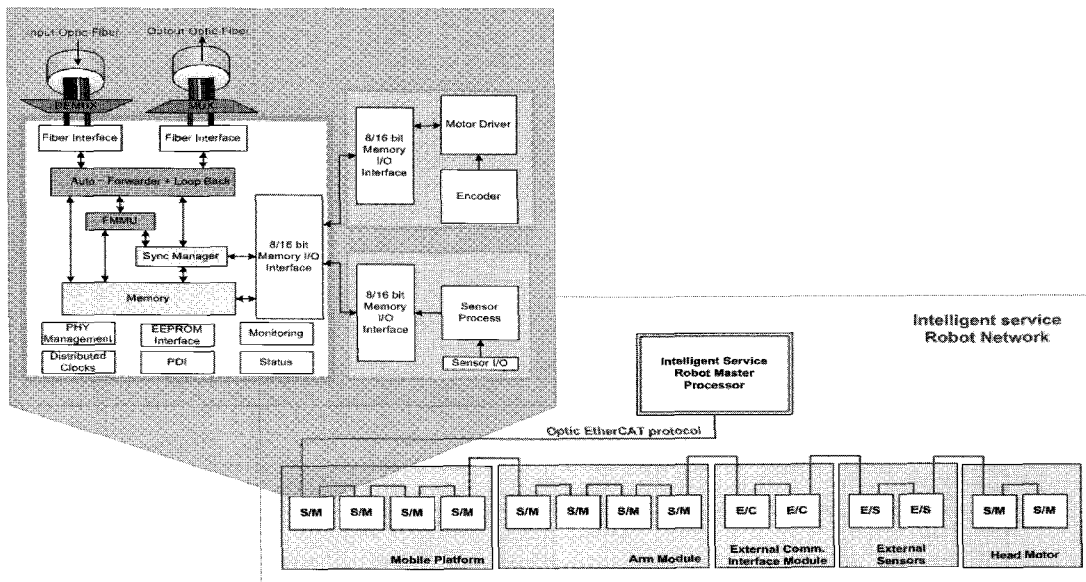 Input Optic Fiber
Output Optic Fiber
DEMUX
MUX
Fiber Interface
Fiber Interface
Auto - Forwarder + Loop Back
FMMU
Sync Manager
Memory
8/16 bit
Memory I/O
Interface
PHY
Management
EEPROM
Interface
Monitoring
Distributed
Clocks
PDI
Status
8/16 bit
Memory
I/O
Interface
Motor Driver
Encoder
8/16 bit
Memory
I/O
Interface
Sensor
Process
Sensor I/O
Intelligent service
Robot Network
Intelligent Service
Robot Master
Processor
Optic EtherCAT protocol
S/M
S/M
S/M
S/M
Mobile Platform
S/M
S/M
S/M
S/M
Arm Module
E/C
E/C
External Comm.
Interface Module
E/S
E/S
External
Sensors
S/M
S/M
Head Motor